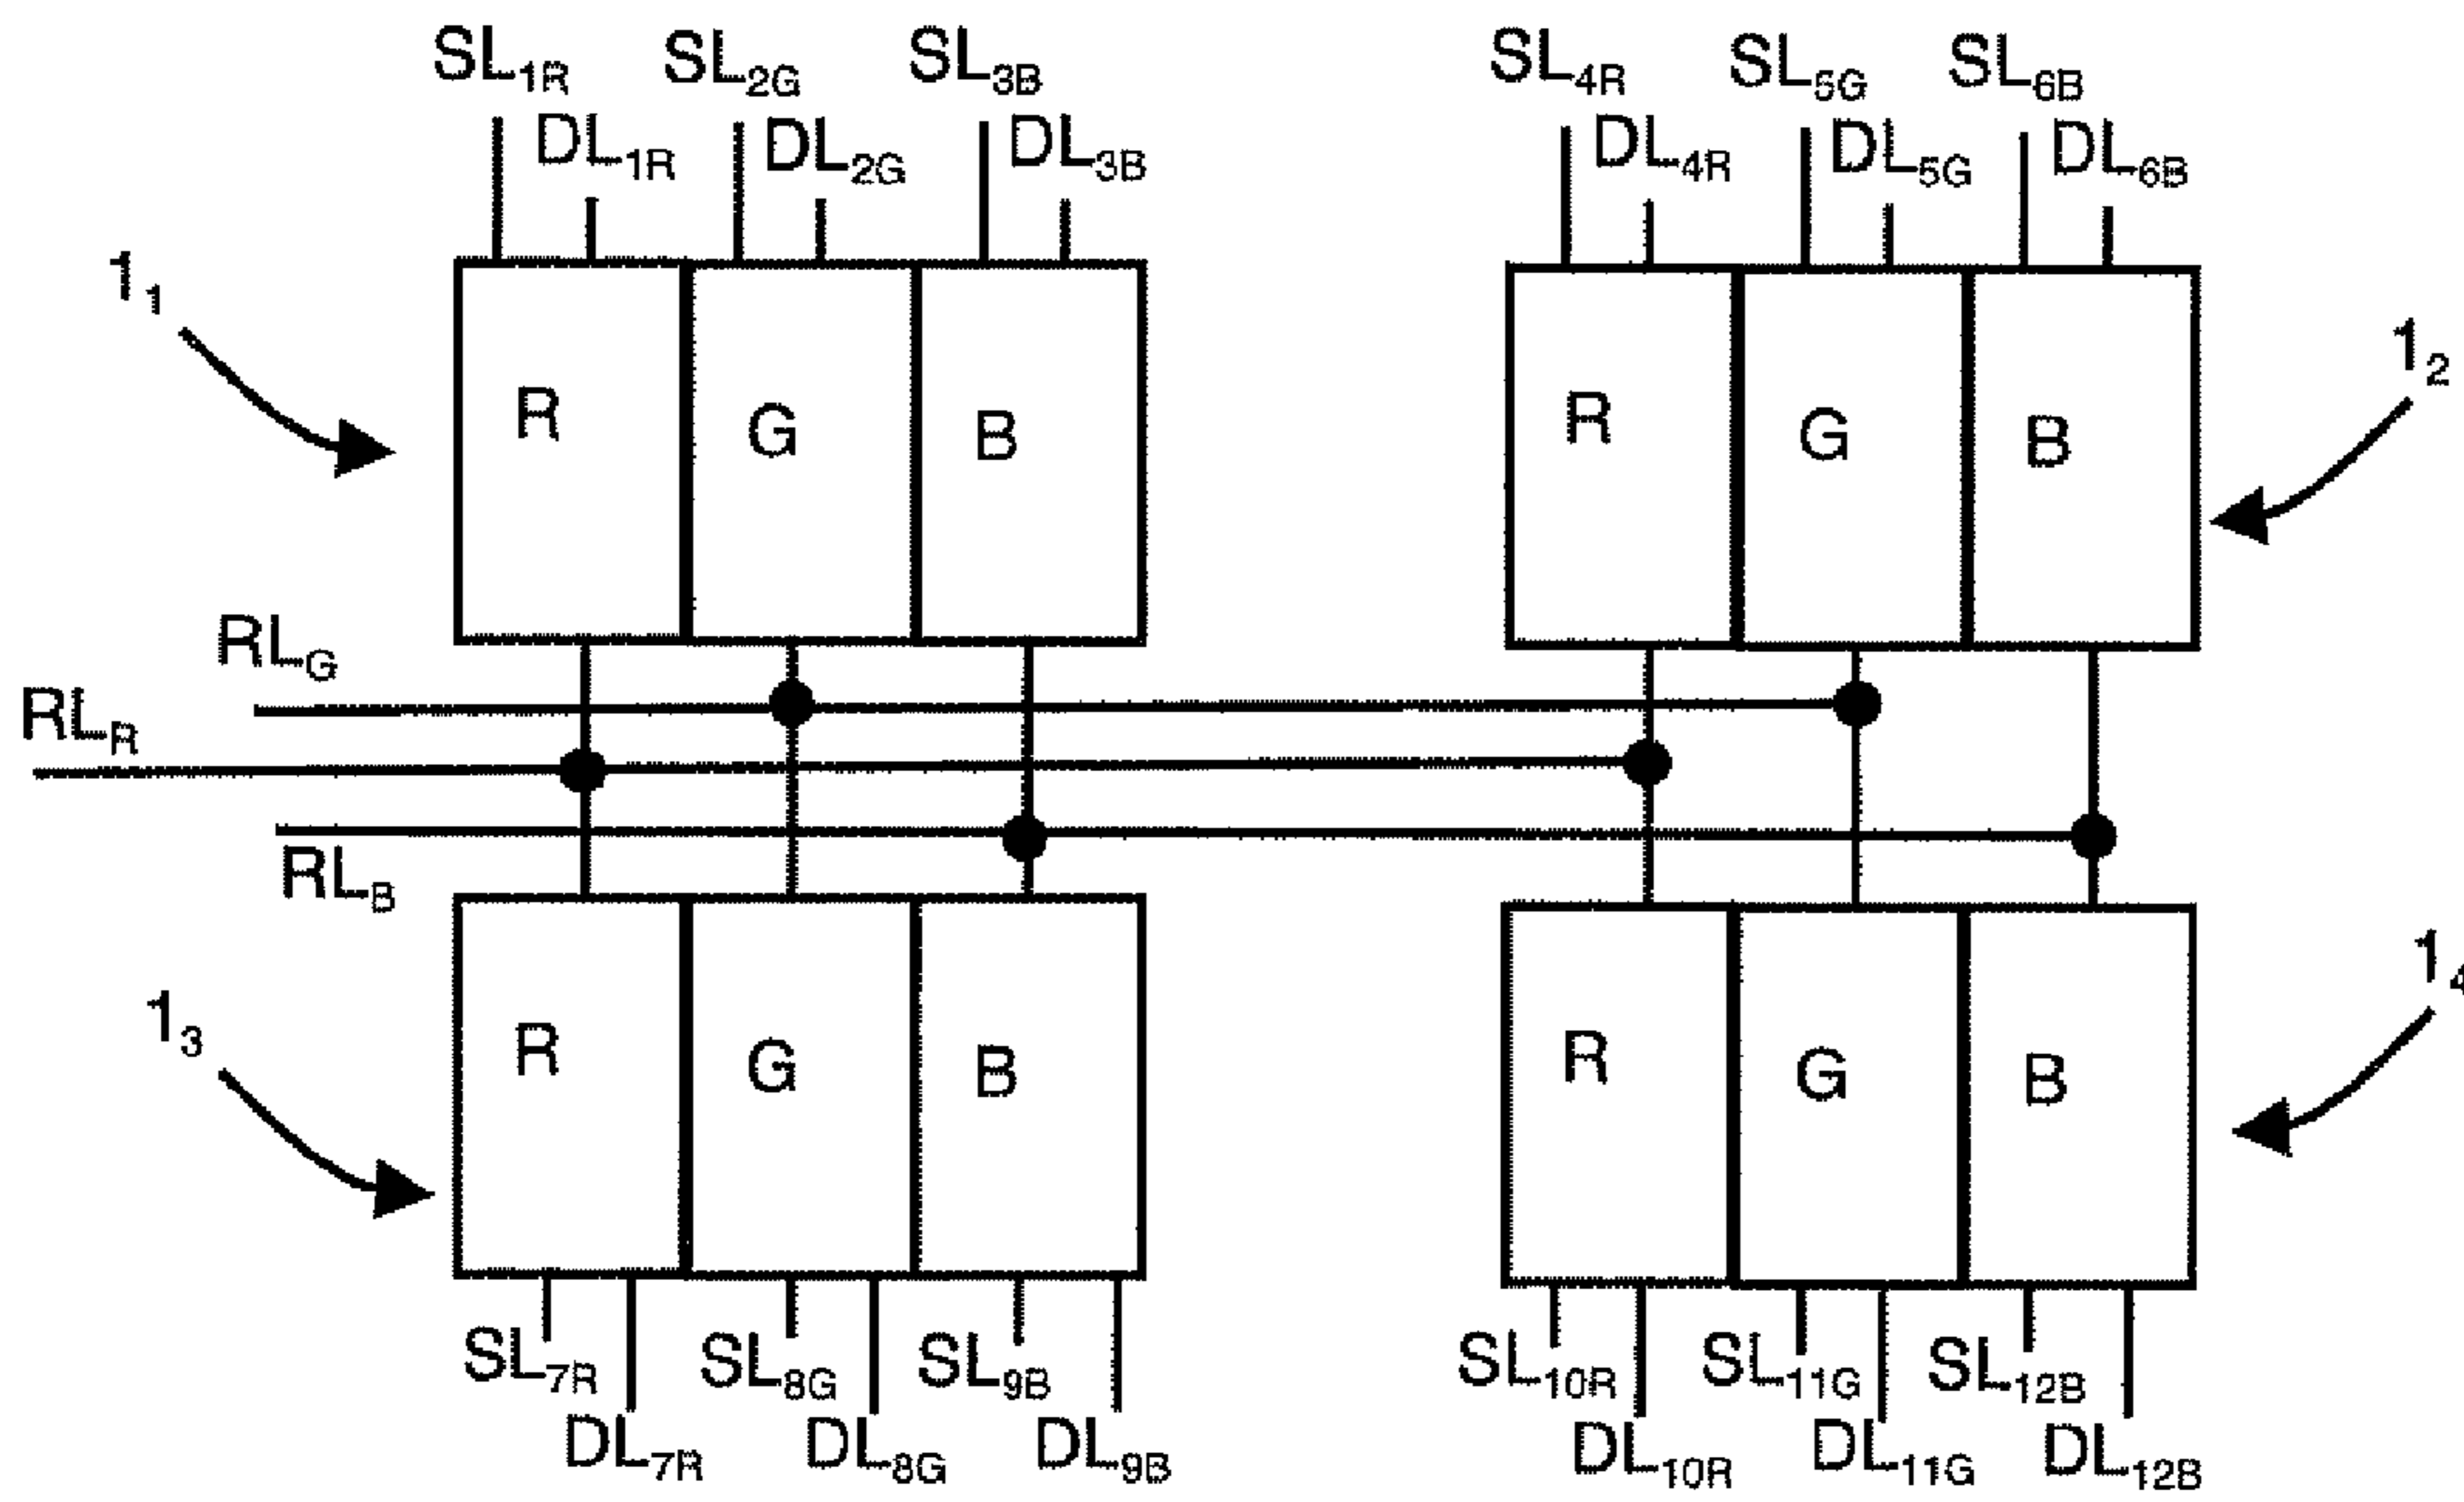 SL1R SL2G SL3B SL4R SL5G SL6B
DL1R DL2G DL3B DL4R DL5G DL6B
11 12
R G B R G B
RLG
RLR
RLB
13 14
R G B R G B
SL7R SL8G SL9B SL10R SL11G SL12B
DL7R DL8G DL9B DL10R DL11G DL12B